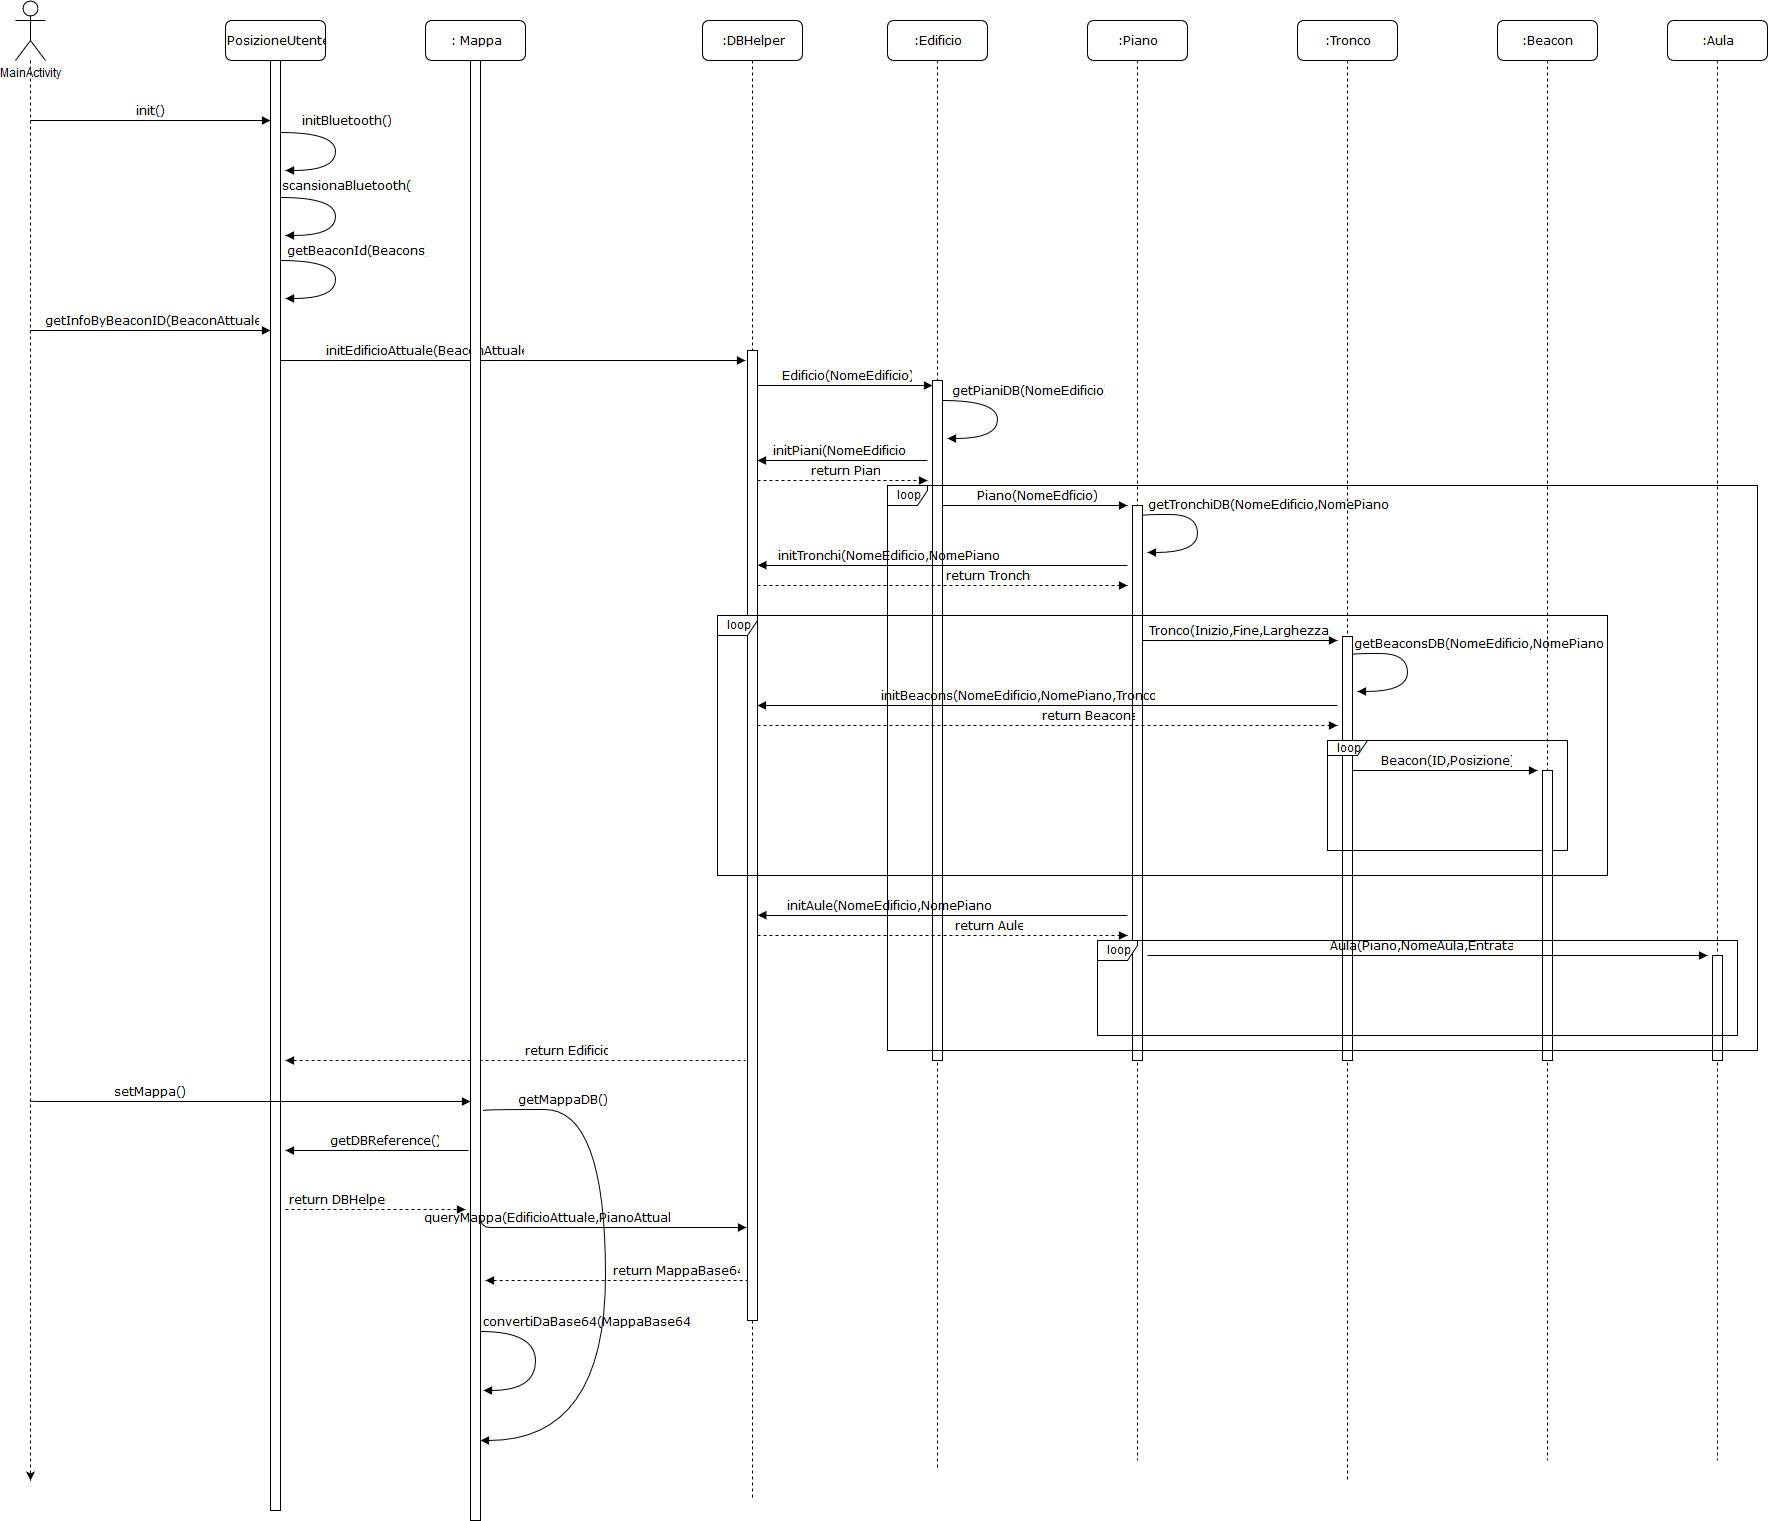 MainActivity
PosizioneUtente
: Mappa
:DBHelper
:Edificio
:Piano
:Tronco
:Beacon
:Aula
init()
initBluetooth()
scansionaBluetooth(
getBeaconId(Beacons
getInfoByBeaconID(BeaconAttuale
initEdificioAttuale(BeaconAttuale
Edificio(NomeEdificio)
getPianiDB(NomeEdificio
initPiani(NomeEdificio
return Pian
loop
Piano(NomeEdficio)
getTronchiDB(NomeEdificio,NomePiano
initTronchi(NomeEdificio,NomePiano
return Tronch
loop
Tronco(Inizio,Fine,Larghezza
getBeaconsDB(NomeEdificio,NomePiano
initBeacons(NomeEdificio,NomePiano,Tronco
return Beacons
loop
Beacon(ID,Posizione)
initAule(NomeEdificio,NomePiano
return Aule
loop
Aula(Piano,NomeAula,Entrata
return Edificio
setMappa()
getMappaDB()
getDBReference()
return DBHelpe
queryMappa(EdificioAttuale,PianoAttual
return MappaBase64
convertiDaBase64(MappaBase64